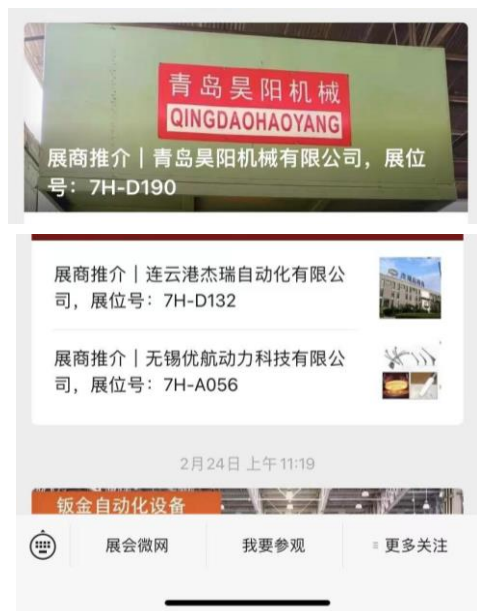 青岛昊阳机械
QINGDAOHAOYANG
展商推介｜青岛昊阳机械有限公司，展位
号：7H-D190
展商推介｜连云港杰瑞自动化有限公
司，展位号：7H-D132
展商推介｜无锡优航动力科技有限公
司，展位号：7H-A056
2月24日 上午11:19
钣金自动化设备
展会微网
我要参观
≡ 更多关注